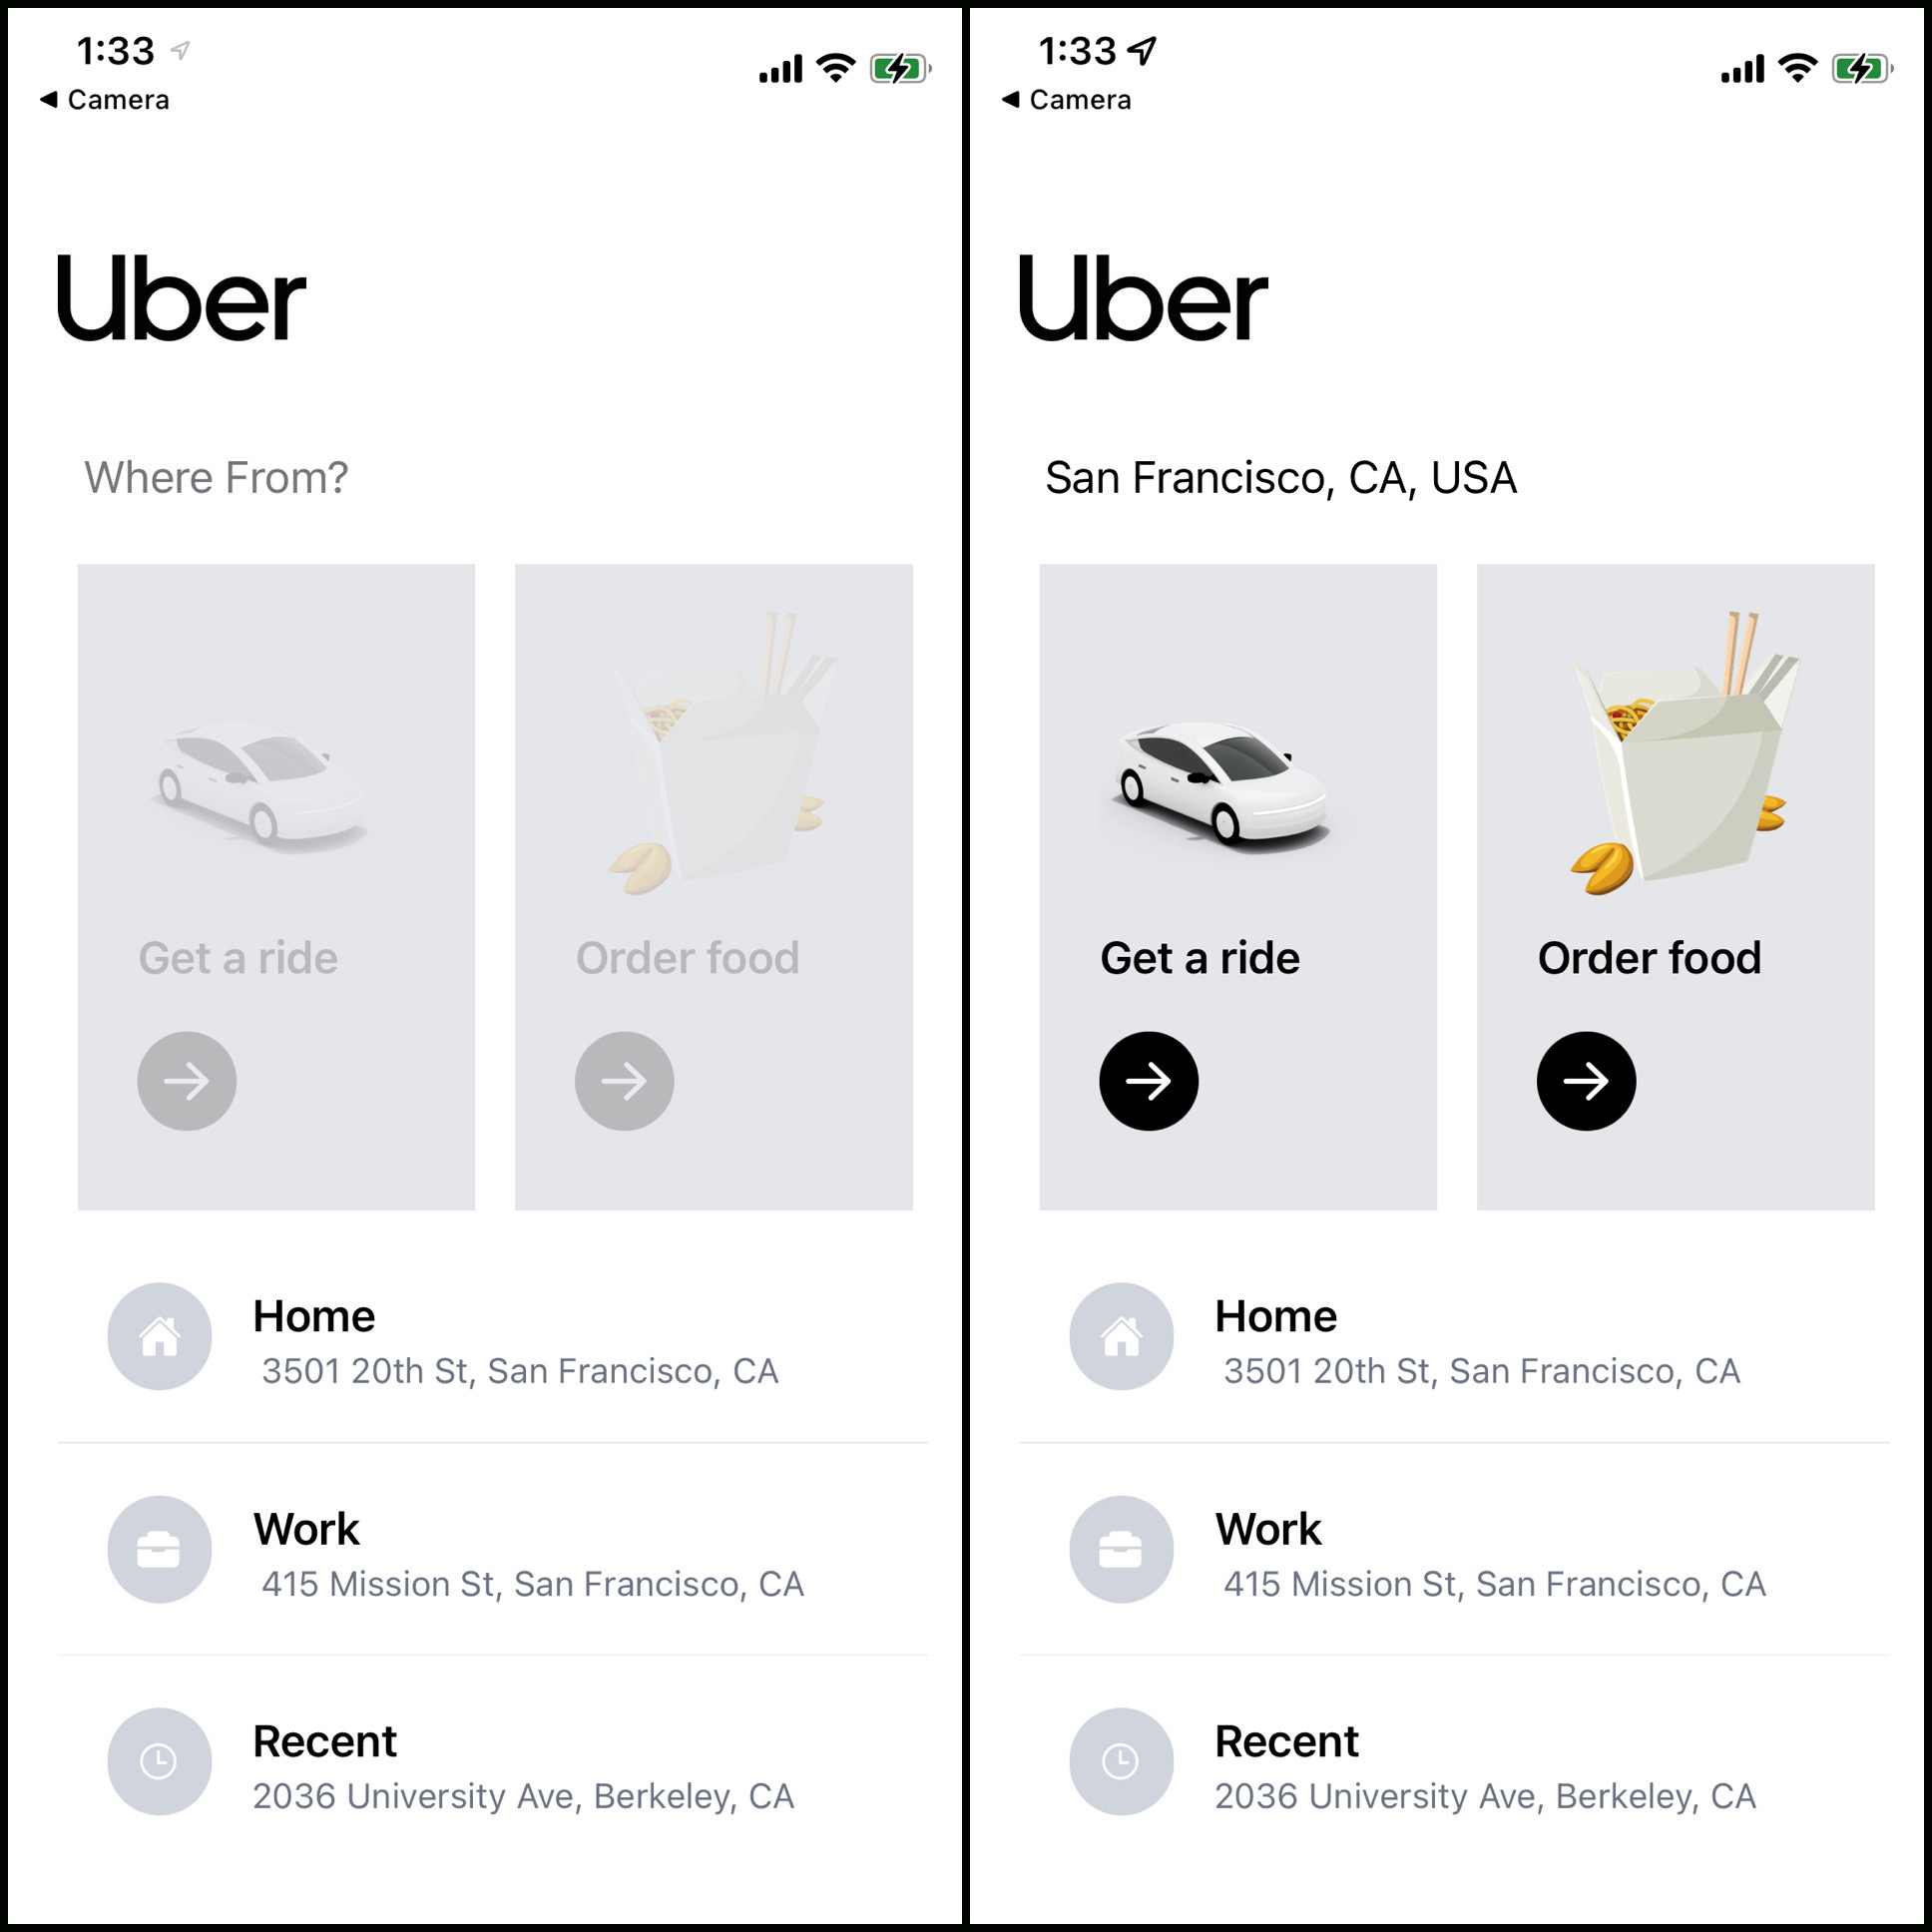 1:33
Camera
Uber
Where From?
Get a ride
Order food
Home
3501 20th St, San Francisco, CA
Work
415 Mission St, San Francisco, CA
Recent
2036 University Ave, Berkeley, CA
1:33
Camera
Uber
San Francisco, CA, USA
Get a ride
Order food
Home
3501 20th St, San Francisco, CA
Work
415 Mission St, San Francisco, CA
Recent
2036 University Ave, Berkeley, CA